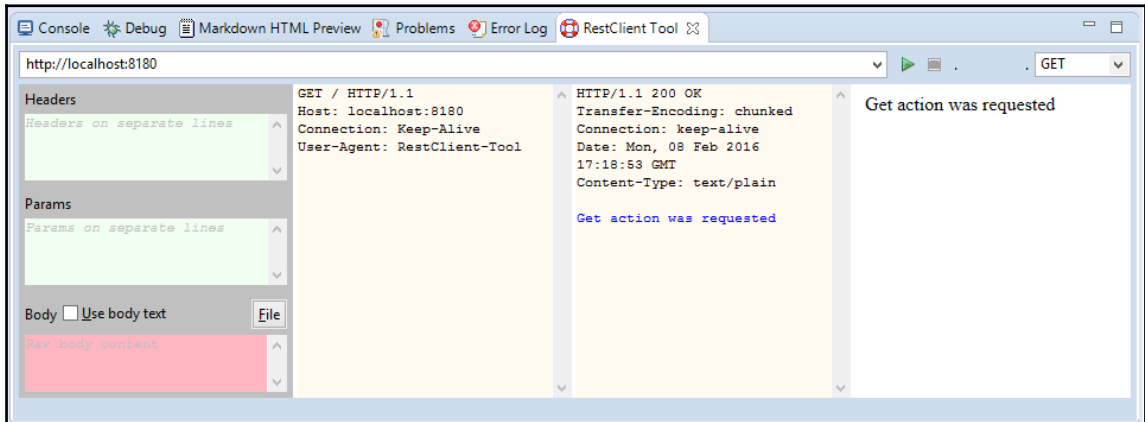 Console Debug Markdown HTML Preview Problems Error Log RestClient Tool
http://localhost:8180 . . GET
Headers
Headers on separate lines
Params
Params on separate lines
Body Use body text File
Raw body content
GET / HTTP/1.1
Host: localhost:8180
Connection: Keep-Alive
User-Agent: RestClient-Tool
HTTP/1.1 200 OK
Transfer-Encoding: chunked
Connection: keep-alive
Date: Mon, 08 Feb 2016
17:18:53 GMT
Content-Type: text/plain
Get action was requested
Get action was requested